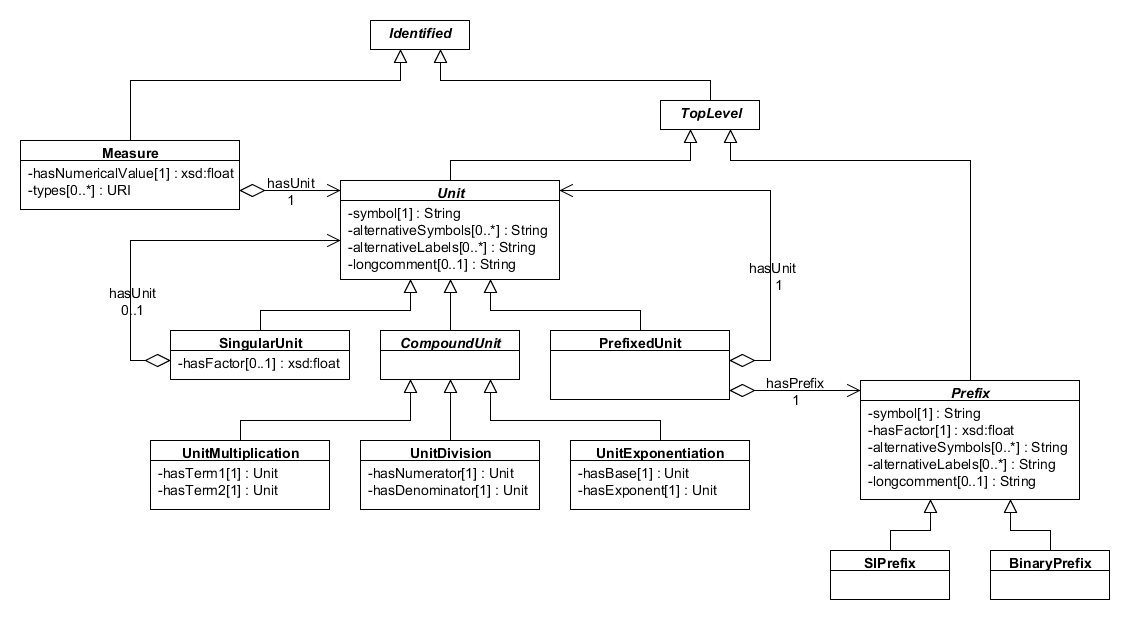 Identified
TopLevel
Measure
-hasNumericalValue[1] : xsd:float
-types[0..*] : URI
hasUnit
1
Unit
-symbol[1] : String
-alternativeSymbols[0..*] : String
-alternativeLabels[0..*] : String
-longcomment[0..1] : String
hasUnit
0..1
hasUnit
1
SingularUnit
-hasFactor[0..1] : xsd:float
CompoundUnit
PrefixedUnit
hasPrefix
1
Prefix
-symbol[1] : String
-hasFactor[1] : xsd:float
-alternativeSymbols[0..*] : String
-alternativeLabels[0..*] : String
-longcomment[0..1] : String
UnitMultiplication
-hasTerm1[1] : Unit
-hasTerm2[1] : Unit
UnitDivision
-hasNumerator[1] : Unit
-hasDenominator[1] : Unit
UnitExponentiation
-hasBase[1] : Unit
-hasExponent[1] : Unit
SIPrefix
BinaryPrefix